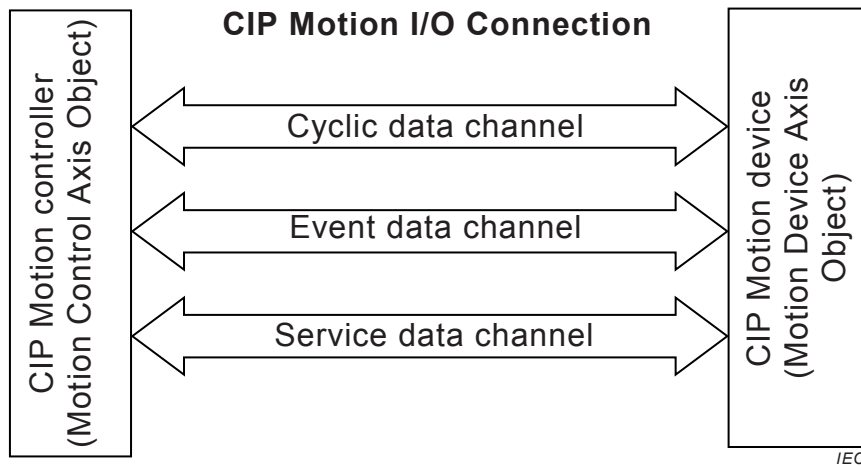 CIP Motion I/O Connection
CIP Motion controller
(Motion Control Axis Object)
Cyclic data channel
Event data channel
Service data channel
CIP Motion device
(Motion Device Axis
Object)
IEC